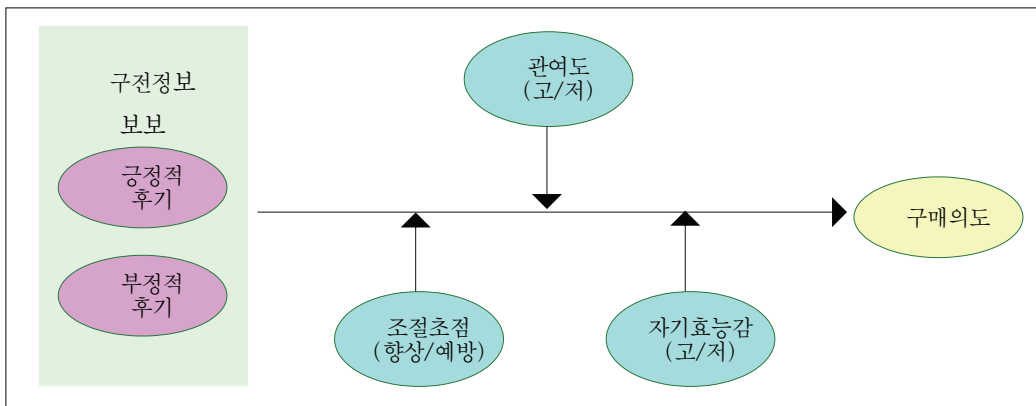 구전정보
보보
긍정적
후기
부정적
후기
관여도
(고/저)
조절초점
(향상/예방)
자기효능감
(고/저)
구매의도